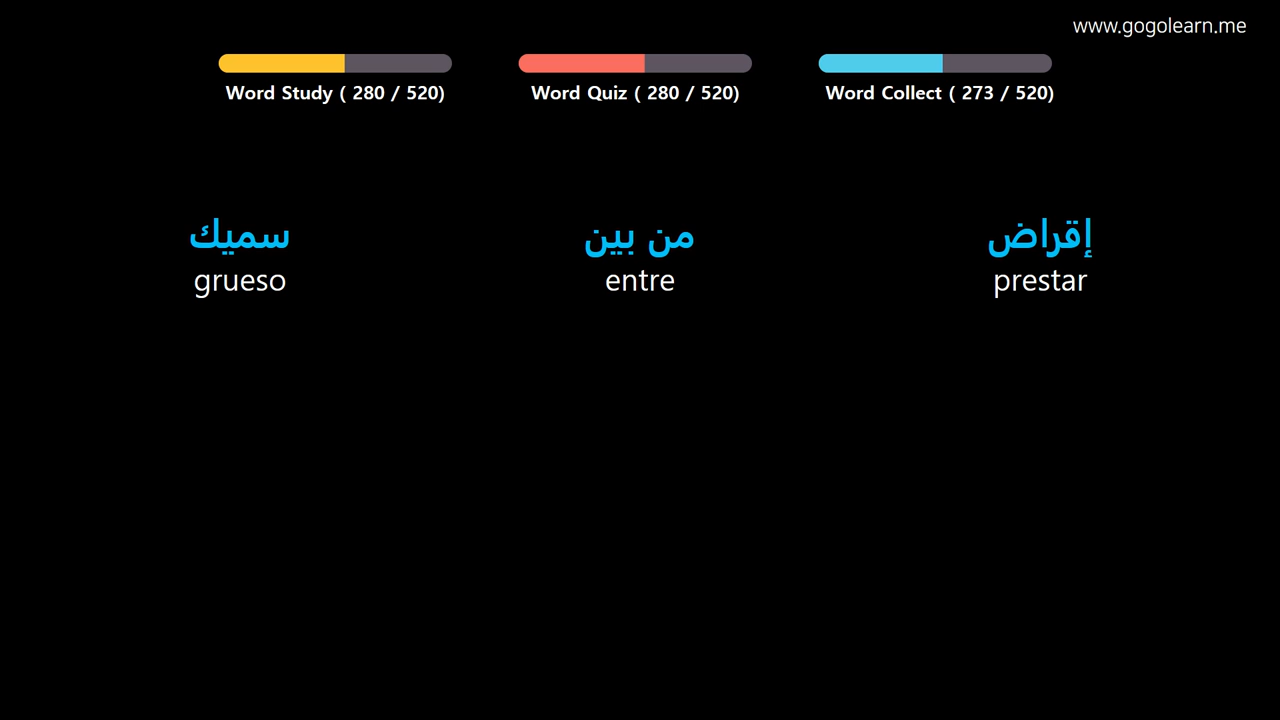 www.gogolearn.me
Word Study ( 280 / 520)
Word Quiz ( 280 / 520)
Word Collect ( 273 / 520)
سميك
grueso
من بين
entre
إقراض
prestar